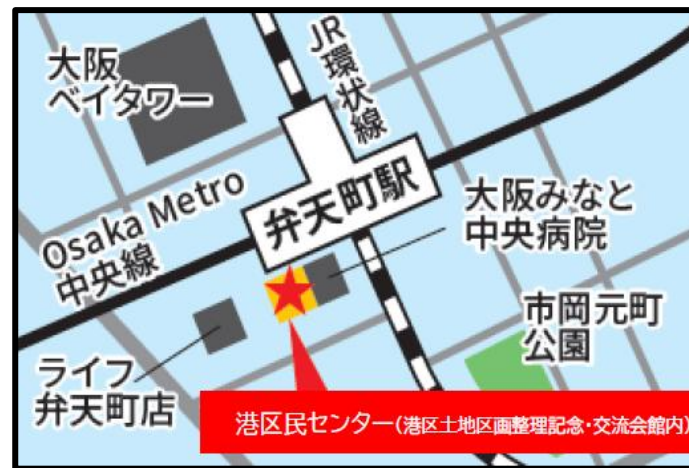 大阪
ベイタワー
JR
環状線
Osaka Metro
中央線
弁天町駅
大阪みなと
中央病院
市岡元町
公園
ライフ
弁天町店
港区民センター(港区土地区画整理記念・交流会館内)